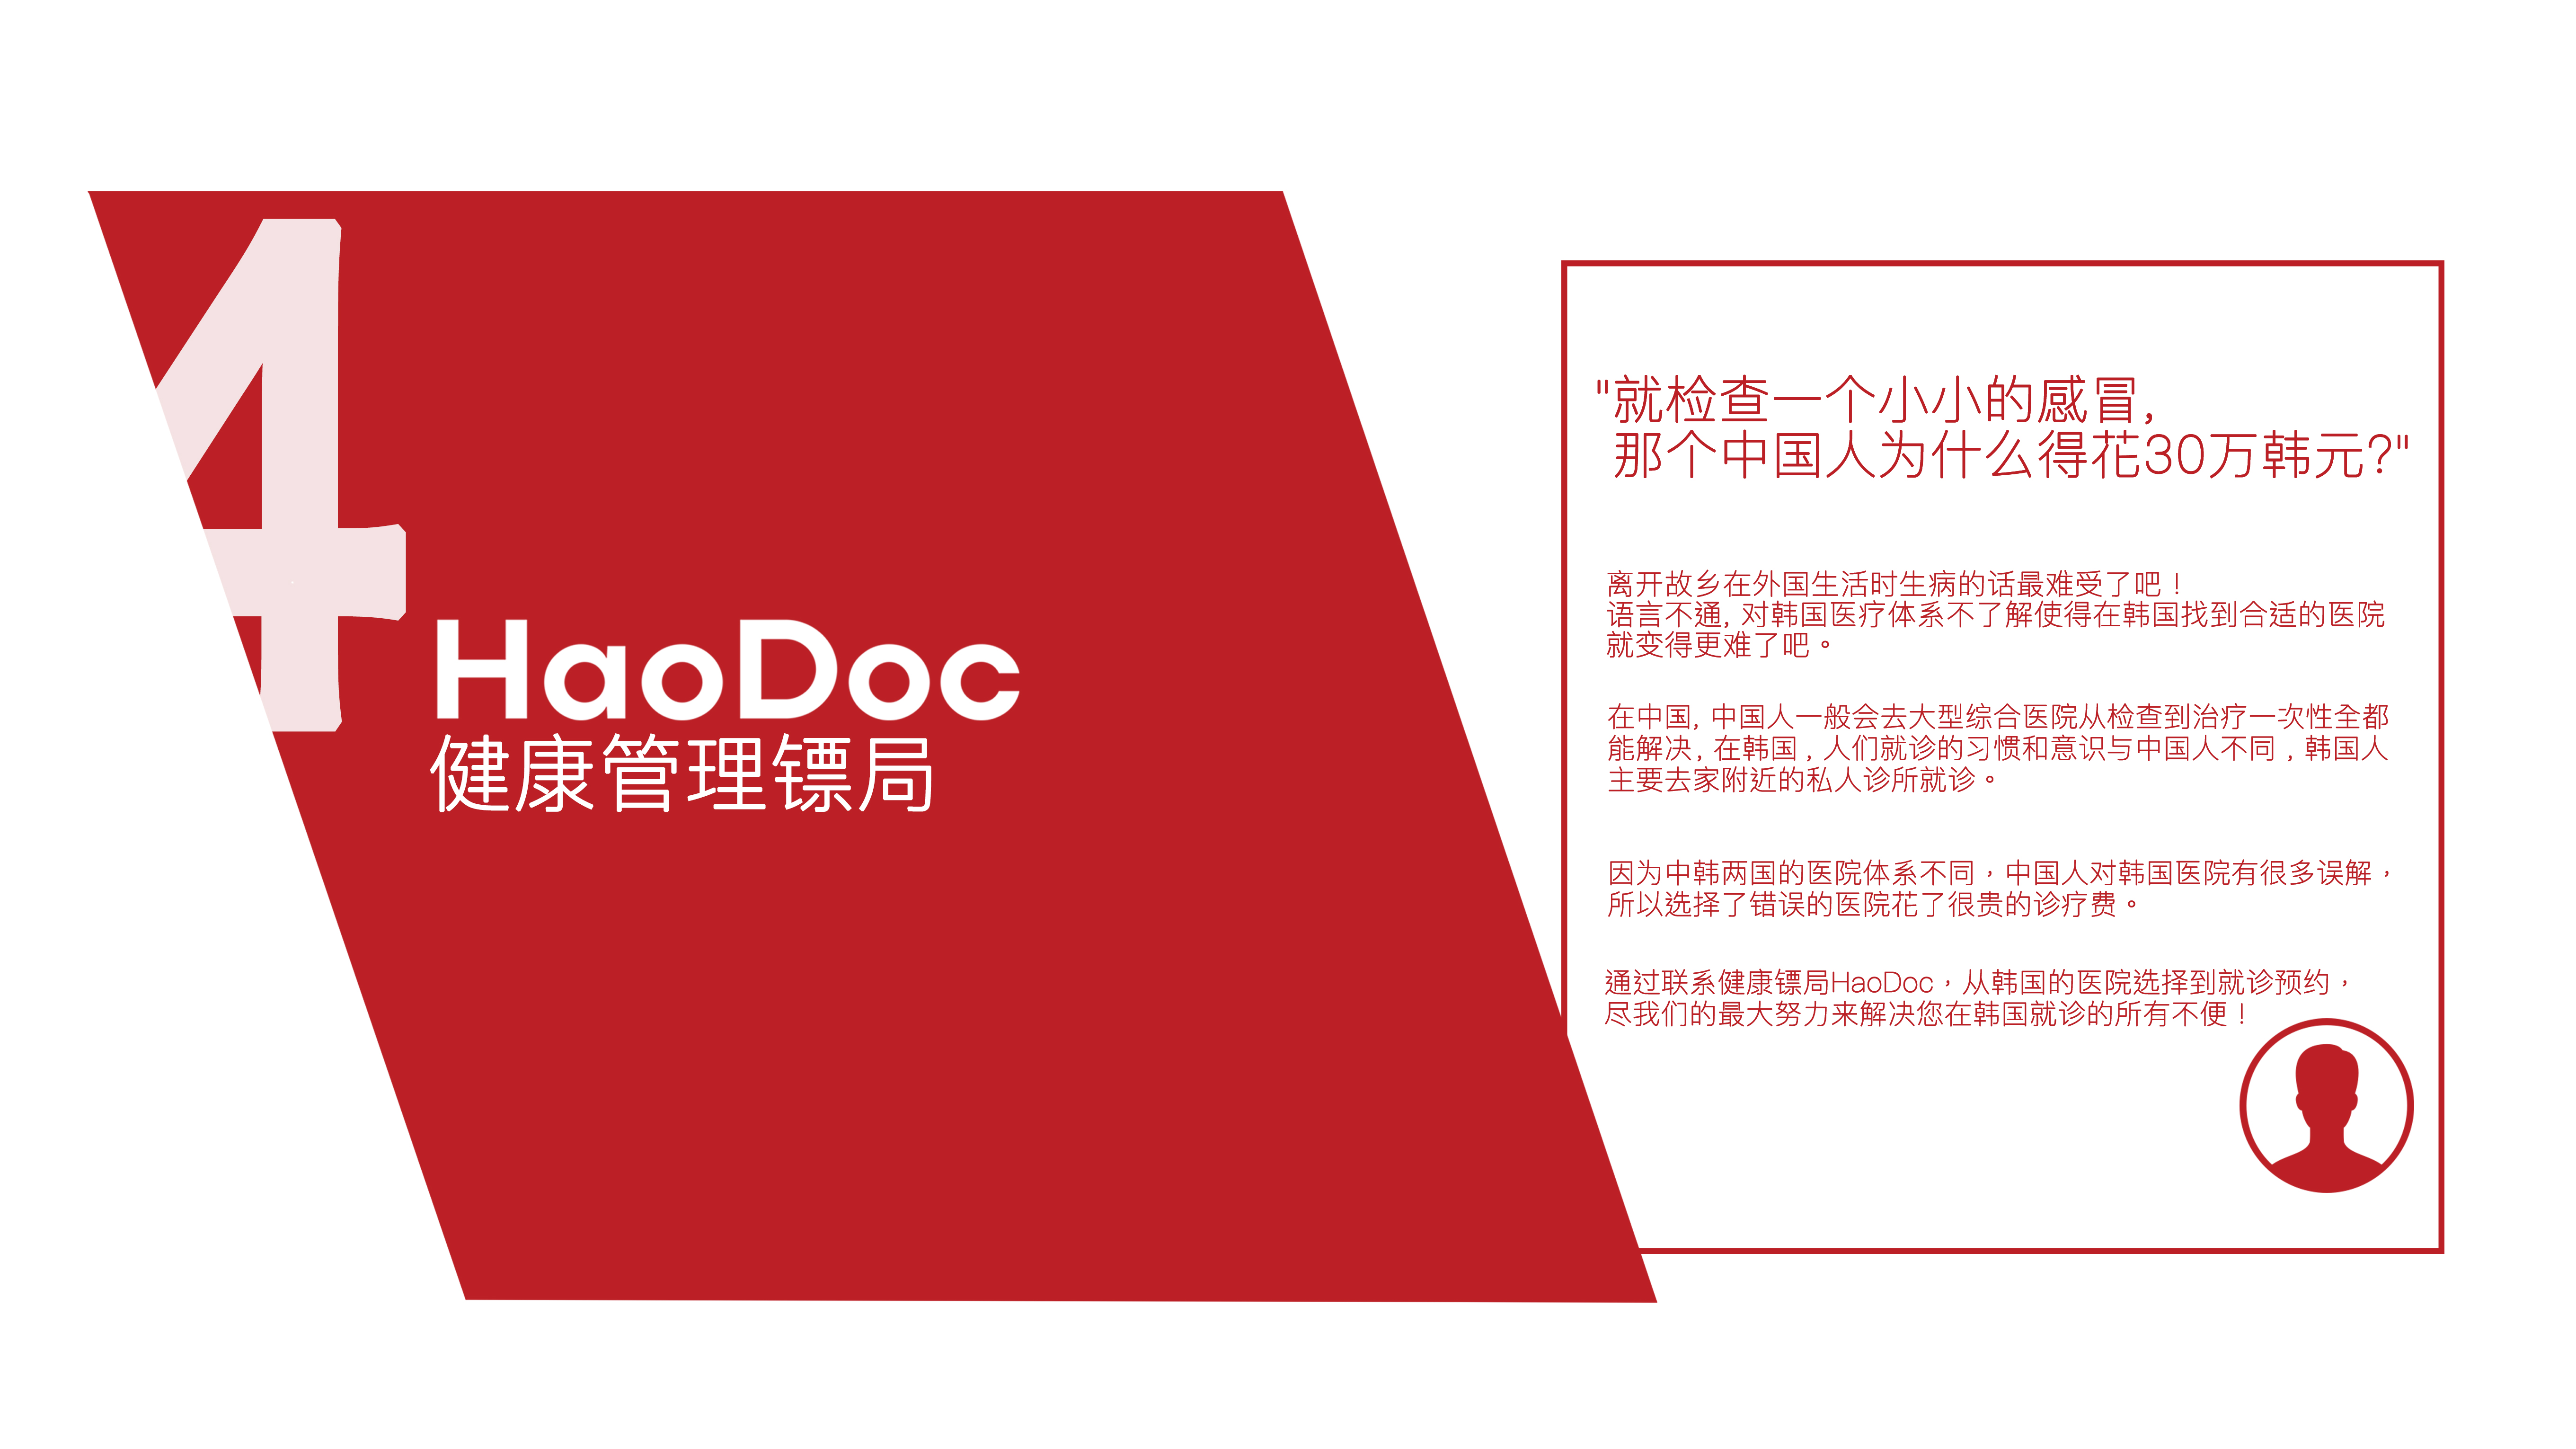 4
HaoDoc
健康管理镖局
"就检查一个小小的感冒,
那个中国人为什么得花30万韩元?"
离开故乡在外国生活时生病的话最难受了吧！
语言不通, 对韩国医疗体系不了解使得在韩国找到合适的医院
就变得更难了吧。
在中国, 中国人一般会去大型综合医院从检查到治疗一次性全都
能解决, 在韩国 , 人们就诊的习惯和意识与中国人不同 , 韩国人
主要去家附近的私人诊所就诊。
因为中韩两国的医院体系不同，中国人对韩国医院有很多误解，
所以选择了错误的医院花了很贵的诊疗费。
通过联系健康镖局HaoDoc，从韩国的医院选择到就诊预约，
尽我们的最大努力来解决您在韩国就诊的所有不便！